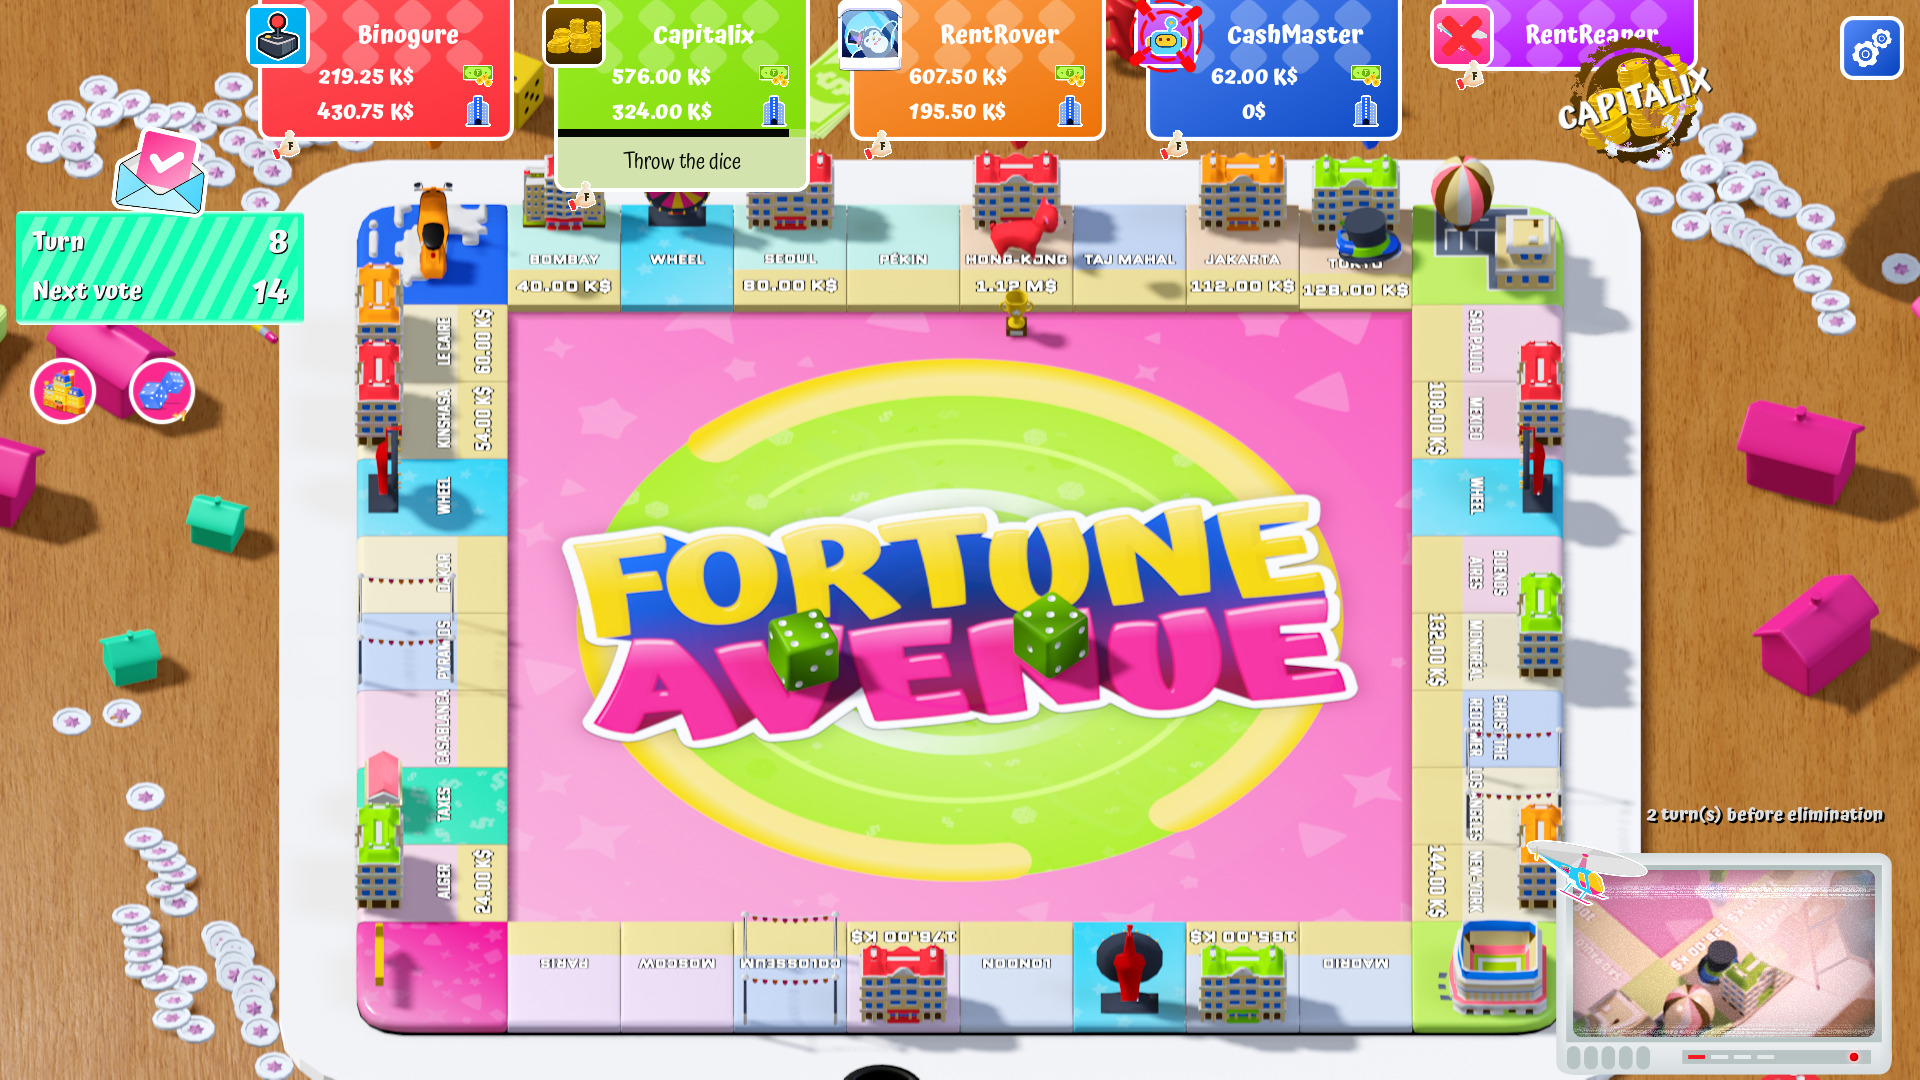 Binogure
219.25 K$
430.75 K$
Capitalix
576.00 K$
324.00 K$
Throw the dice
RentRover
607.50 K$
195.50 K$
CashMaster
62.00 K$
0$
RentReaper
CAPITALIX
Turn 8
Next vote 14
BOMBAY
40.00 K$
WHEEL
SEOUL
80.00 K$
PÉKIN
HONG-KONG
1.12 M$
TAJ MAHAL
JAKARTA
112.00 K$
TOKYO
128.00 K$
LE CAIRE
60.00 K$
KINSHASA
54.00 K$
WHEEL
DAKAR
PYRAMIDS
CASABLANCA
TAXES
ALGER
24.00 K$
SAO PAULO
MEXICO
108.00 K$
WHEEL
BUENOS
AIRES
MONTRÉAL
132.00 K$
CHRIST THE
REDEEMER
LOS ANGELES
NEW-YORK
144.00 K$
FORTUNE
AVENUE
PARIS
MOSCOW
COLOSSEUM
176.00 K$
LONDON
185.00 K$
MADRID
2 turn(s) before elimination